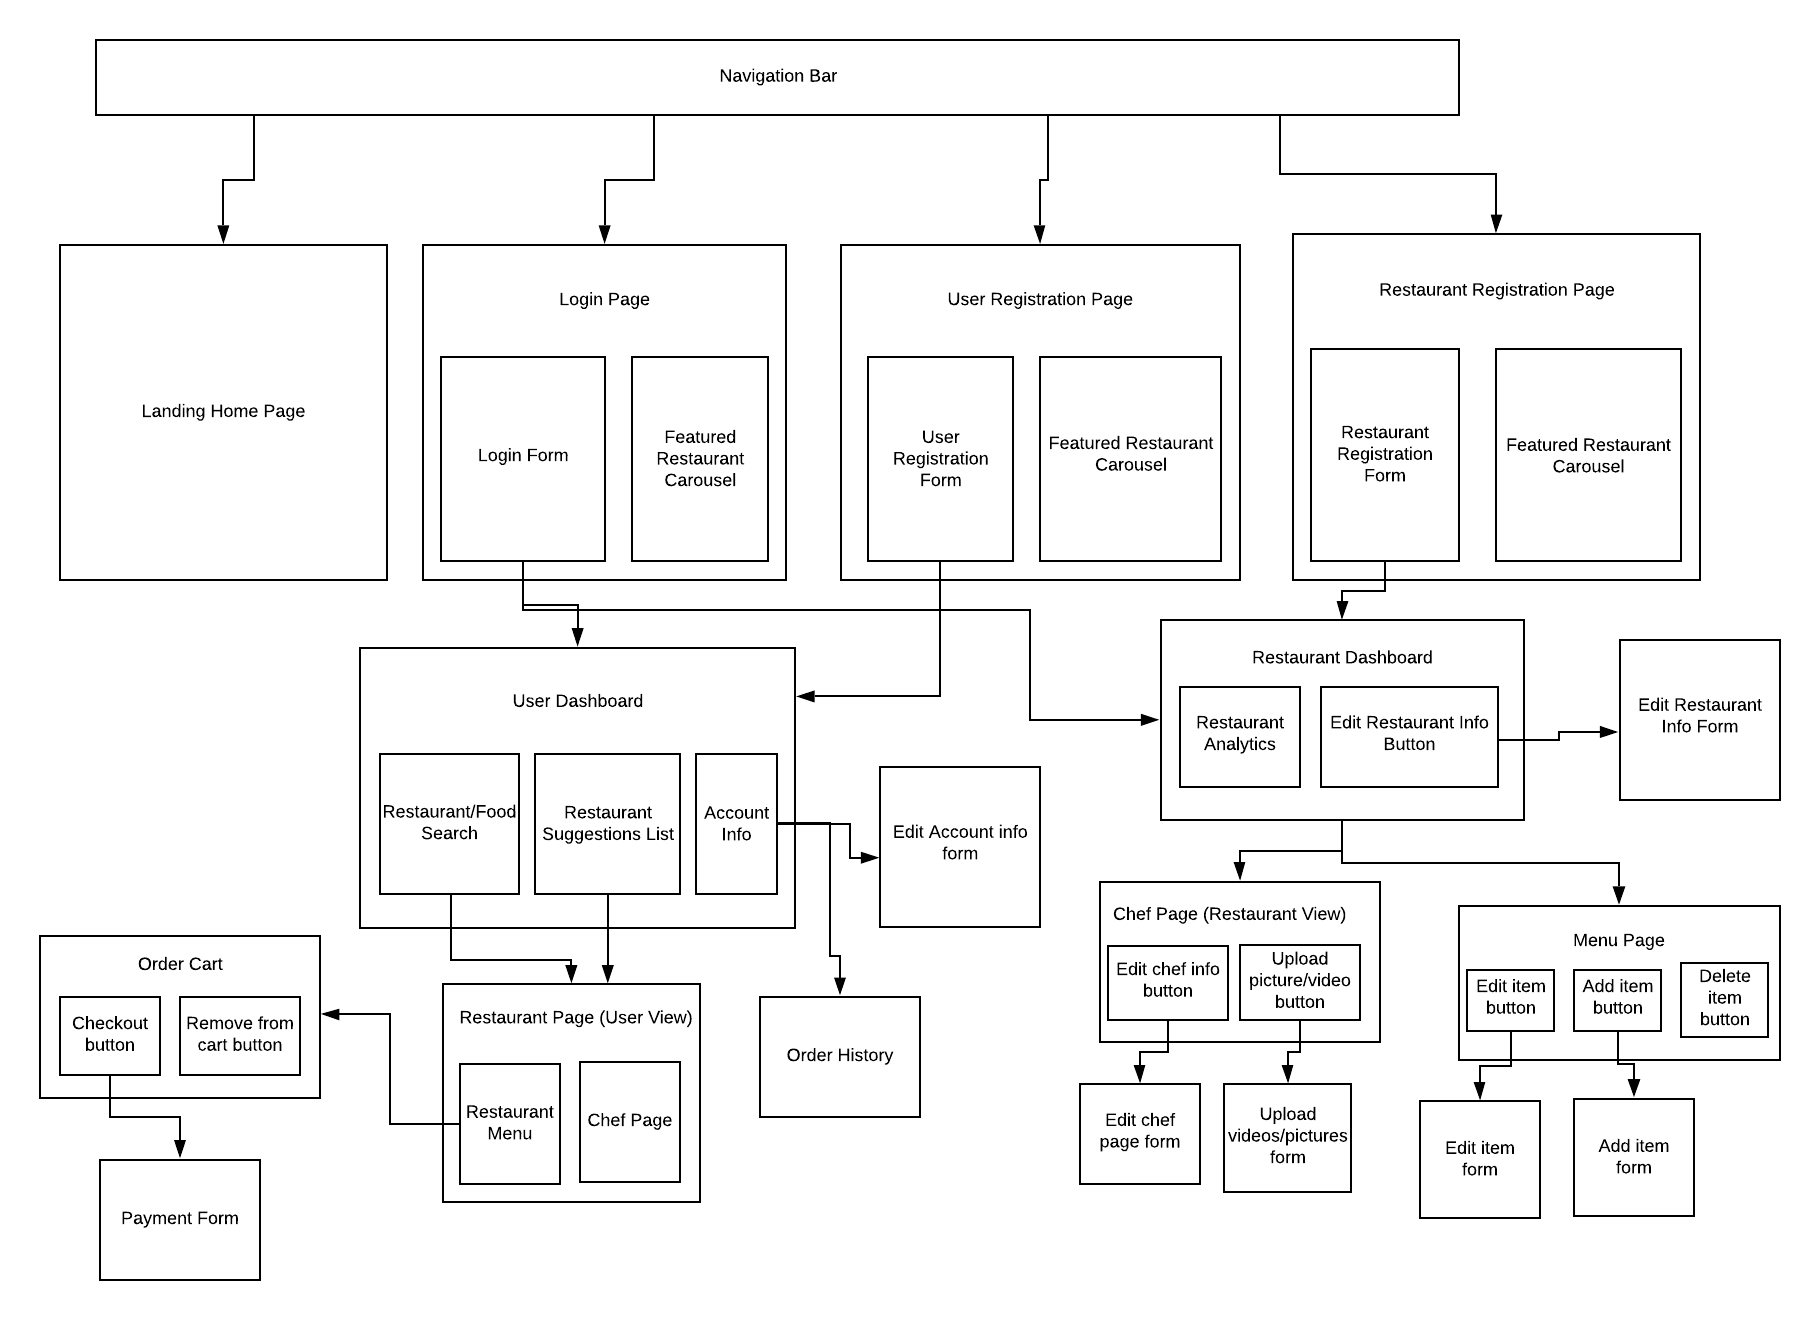 Navigation Bar
Landing Home Page
Login Page
Login Form
Featured
Restaurant
Carousel
User Registration Page
User
Registration
Form
Featured Restaurant
Carousel
Restaurant Registration Page
Restaurant
Registration
Form
Featured Restaurant
Carousel
User Dashboard
Restaurant/Food
Search
Restaurant
Suggestions List
Account
Info
Edit Account info
form
Restaurant Dashboard
Restaurant
Analytics
Edit Restaurant Info
Button
Edit Restaurant
Info Form
Order Cart
Checkout
button
Remove from
cart button
Payment Form
Restaurant Page (User View)
Restaurant
Menu
Chef Page
Order History
Chef Page (Restaurant View)
Edit chef info
button
Upload
picture/video
button
Edit chef
page form
Upload
videos/pictures
form
Menu Page
Edit item
button
Add item
button
Delete
item
button
Edit item
form
Add item
form